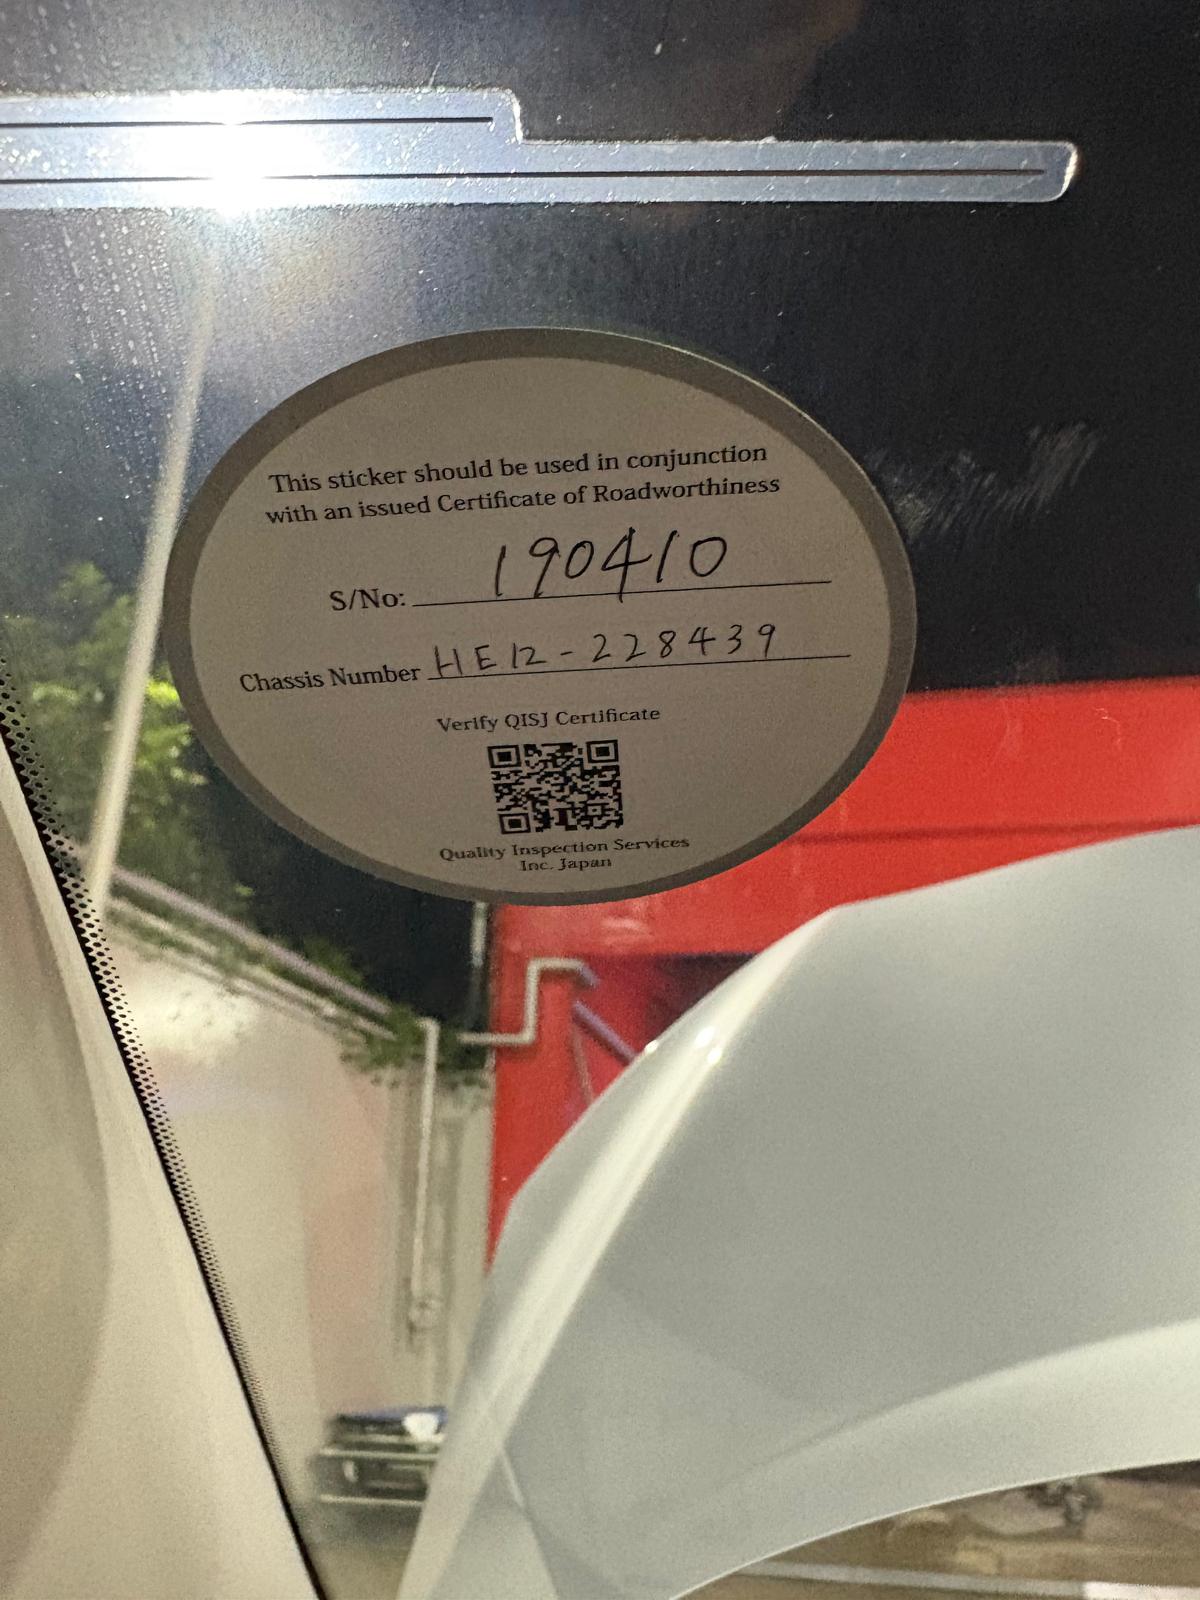 This sticker should be used in conjunction
with an issued Certificate of Roadworthiness
S/No: 190410
Chassis Number HE12-228439
Verify QISJ Certificate
Quality Inspection Services
Inc. Japan